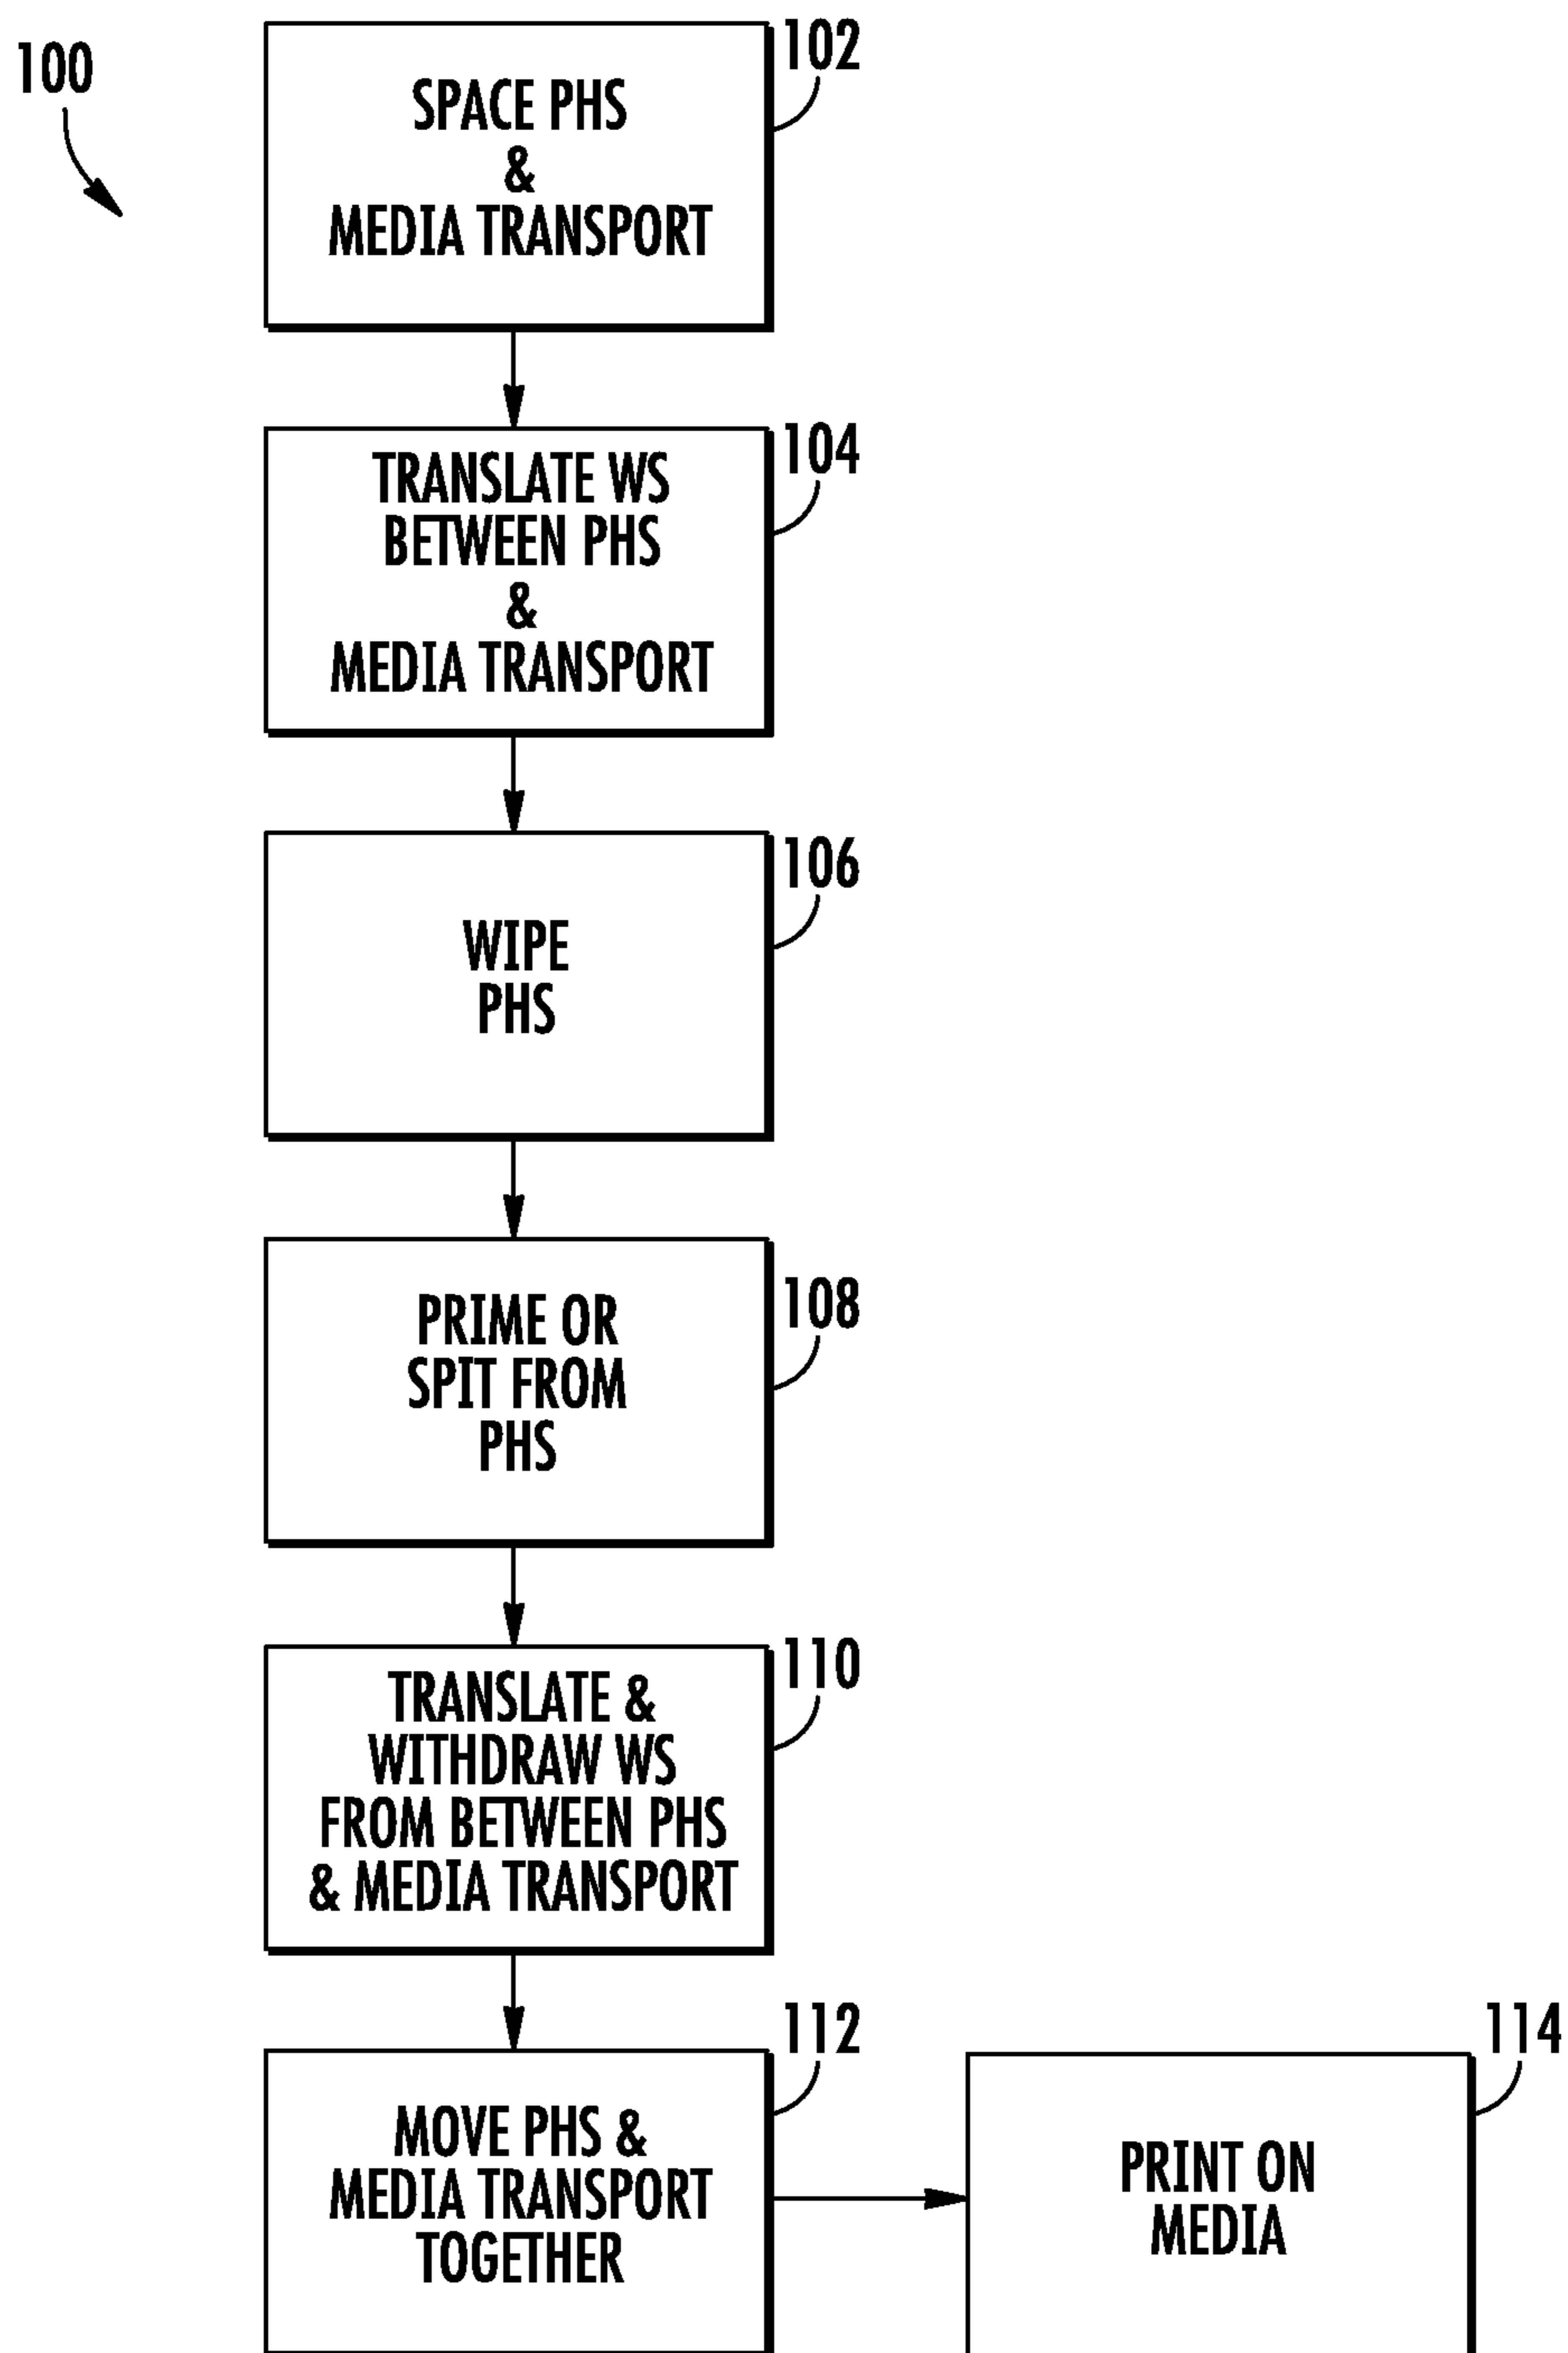 100
102
SPACE PHS
&
MEDIA TRANSPORT
104
TRANSLATE WS
BETWEEN PHS
&
MEDIA TRANSPORT
106
WIPE
PHS
108
PRIME OR
SPIT FROM
PHS
110
TRANSLATE &
WITHDRAW WS
FROM BETWEEN PHS
& MEDIA TRANSPORT
112
MOVE PHS &
MEDIA TRANSPORT
TOGETHER
114
PRINT ON
MEDIA